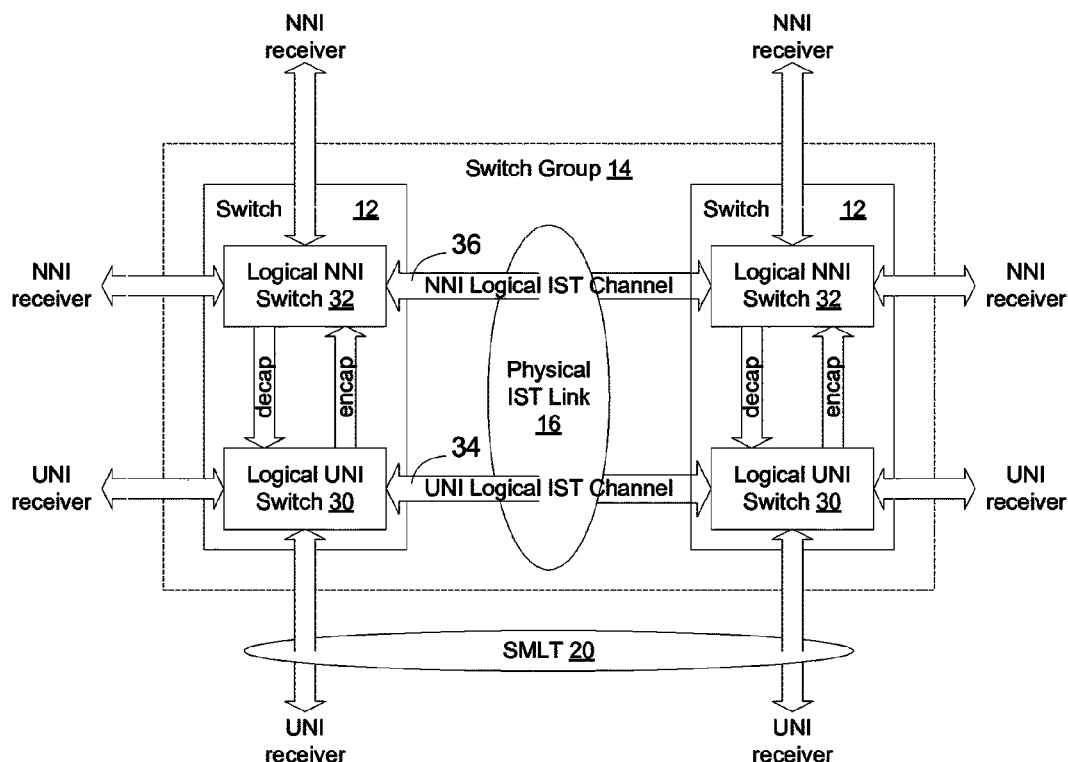 NNI
receiver
NNI
receiver
Switch Group 14
Switch 12
Switch 12
36
NNI
receiver
Logical NNI
Switch 32
NNI Logical IST Channel
Logical NNI
Switch 32
NNI
receiver
decap
encap
Physical
IST Link
16
decap
encap
34
UNI
receiver
Logical UNI
Switch 30
UNI Logical IST Channel
Logical UNI
Switch 30
UNI
receiver
SMLT 20
UNI
receiver
UNI
receiver